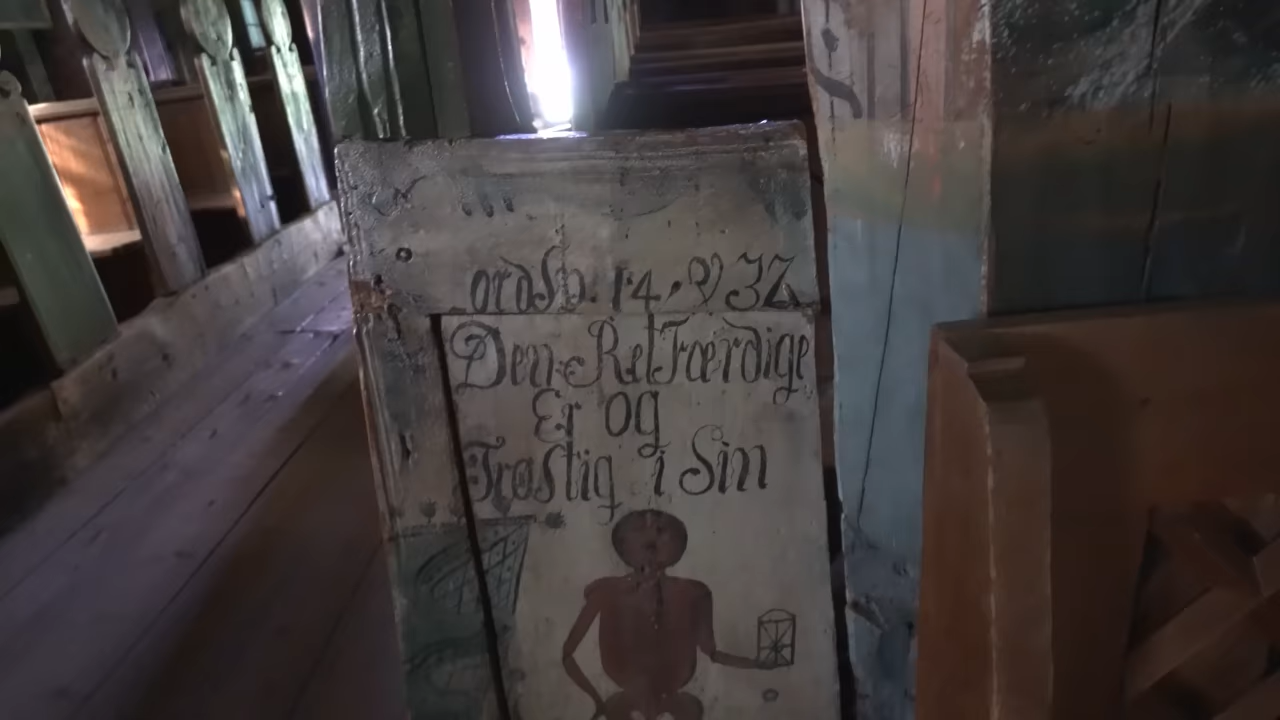 ordSp. 14, V 32
Den RetFærdige
Er og
Trøstig i Sin